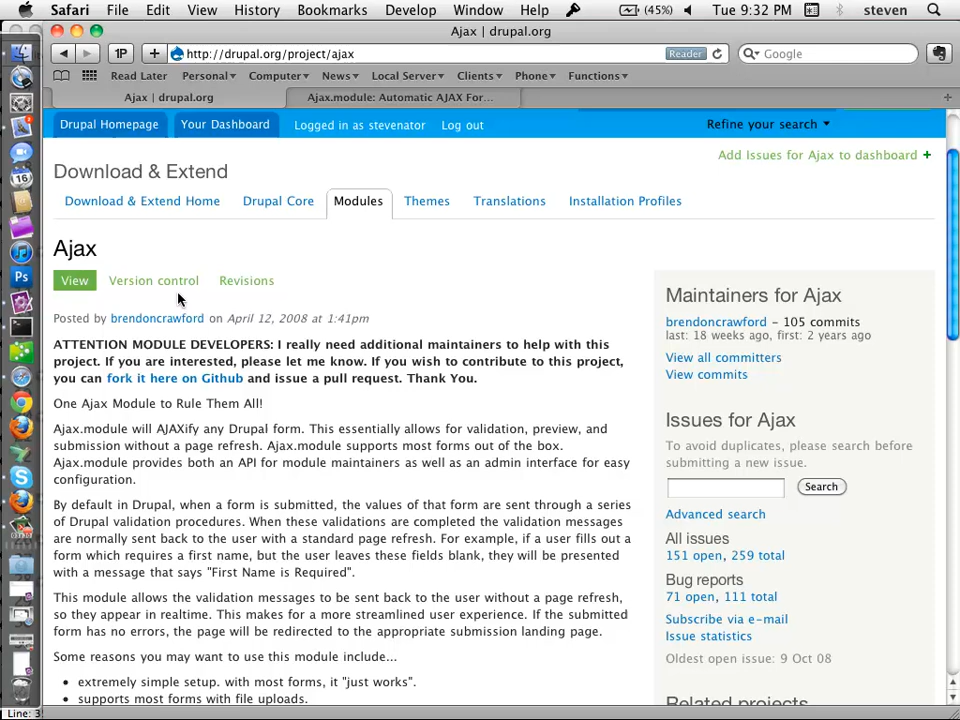 Safari File Edit View History Bookmarks Develop Window Help (45%) Tue 9:32 PM steven
Ajax | drupal.org
1P + http://drupal.org/project/ajax Reader Google
Read Later Personal Computer News Local Server Clients Phone Functions
Ajax | drupal.org Ajax.module: Automatic AJAX For...
Drupal Homepage Your Dashboard Logged in as stevenator Log out Refine your search
Add Issues for Ajax to dashboard +
Download & Extend
Download & Extend Home Drupal Core Modules Themes Translations Installation Profiles
Ajax
View Version control Revisions
Posted by brendoncrawford on April 12, 2008 at 1:41pm
ATTENTION MODULE DEVELOPERS: I really need additional maintainers to help with this
project. If you are interested, please let me know. If you wish to contribute to this project,
you can fork it here on Github and issue a pull request. Thank You.
One Ajax Module to Rule Them All!
Ajax.module will AJAXify any Drupal form. This essentially allows for validation, preview, and
submission without a page refresh. Ajax.module supports most forms out of the box.
Ajax.module provides both an API for module maintainers as well as an admin interface for easy
configuration.
By default in Drupal, when a form is submitted, the values of that form are sent through a series
of Drupal validation procedures. When these validations are completed the validation messages
are normally sent back to the user with a standard page refresh. For example, if a user fills out a
form which requires a first name, but the user leaves these fields blank, they will be presented
with a message that says "First Name is Required".
This module allows the validation messages to be sent back to the user without a page refresh,
so they appear in realtime. This makes for a more streamlined user experience. If the submitted
form has no errors, the page will be redirected to the appropriate submission landing page.
Some reasons you may want to use this module include...
• extremely simple setup. with most forms, it "just works".
• supports most forms with file uploads.
Maintainers for Ajax
brendoncrawford – 105 commits
last: 18 weeks ago, first: 2 years ago
View all committers
View commits
Issues for Ajax
To avoid duplicates, please search before
submitting a new issue.
Search
Advanced search
All issues
151 open, 259 total
Bug reports
71 open, 111 total
Subscribe via e-mail
Issue statistics
Oldest open issue: 9 Oct 08
Related projects
16
Ps
Line: 3